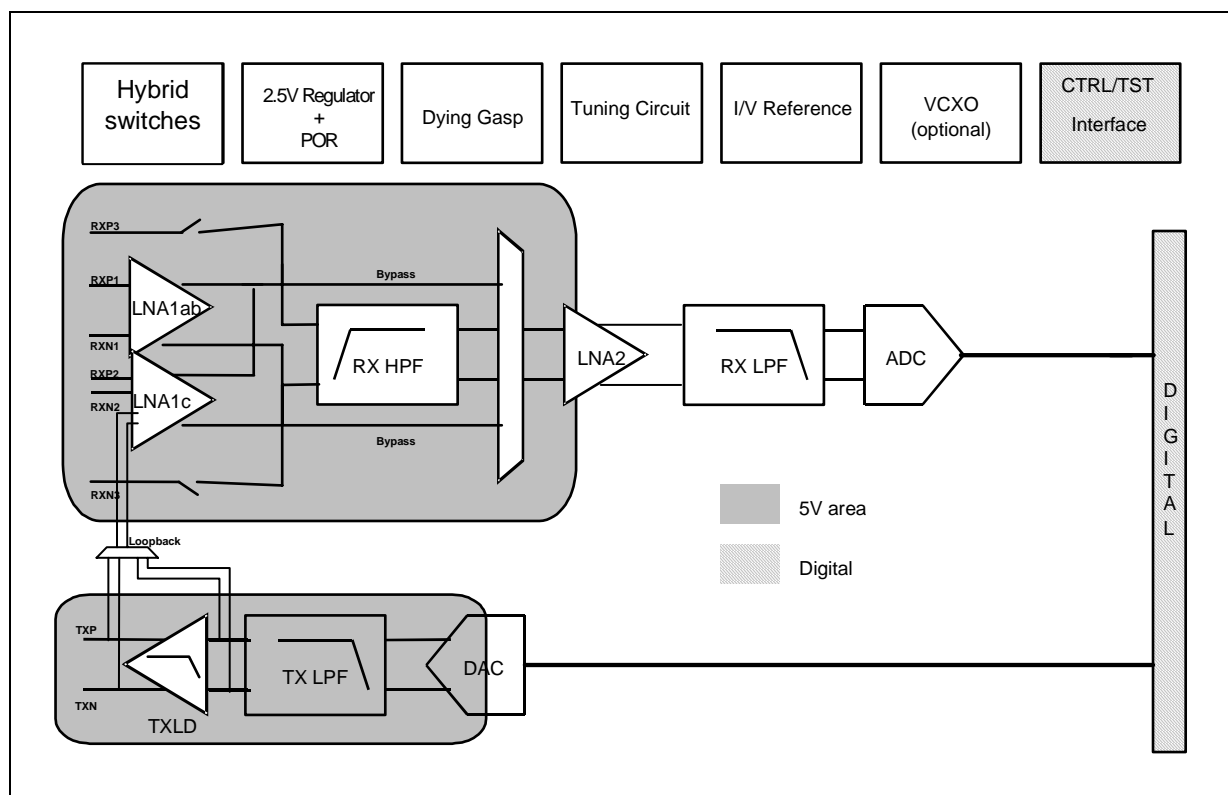 Hybrid
switches
2.5V Regulator
+
POR
Dying Gasp
Tuning Circuit
I/V Reference
VCXO
(optional)
CTRL/TST
Interface
RXP3
RXP1
LNA1ab
RXN1
RXP2
LNA1c
RXN2
RXN3
Bypass
RX HPF
Bypass
LNA2
RX LPF
ADC
DIGITAL
5V area
Digital
Loopback
TXP
TXN
TXLD
TX LPF
DAC